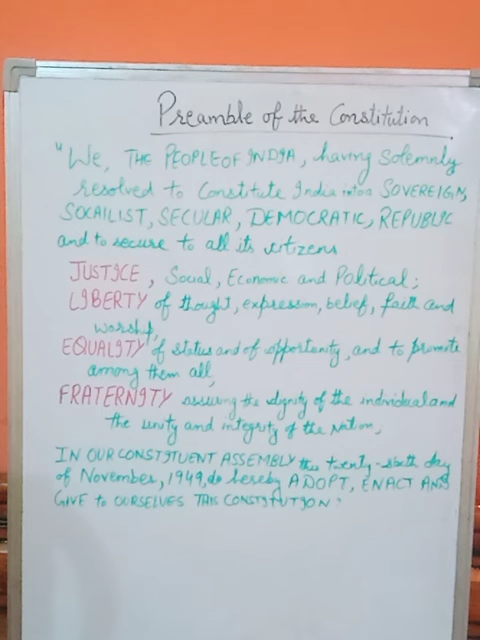 Preamble of the Constitution
"We, THE PEOPLE OF INDIA, having solemnly
resolved to Constitute India into a SOVEREIGN,
SOCAILIST, SECULAR, DEMOCRATIC, REPUBLIC
and to secure to all its citizens
JUSTICE, Social, Economic and Political;
LIBERTY of thought, expression, belief, faith and
worship,
EQUALITY of status and of opportunity, and to promote
among them all,
FRATERNITY assuring the dignity of the individual and
the unity and integrity of the Nation,
IN OUR CONSTITUENT ASSEMBLY this twenty-sixth day
of November, 1949, do hereby ADOPT, ENACT AND
GIVE to OURSELVES THIS CONSTITUTION"